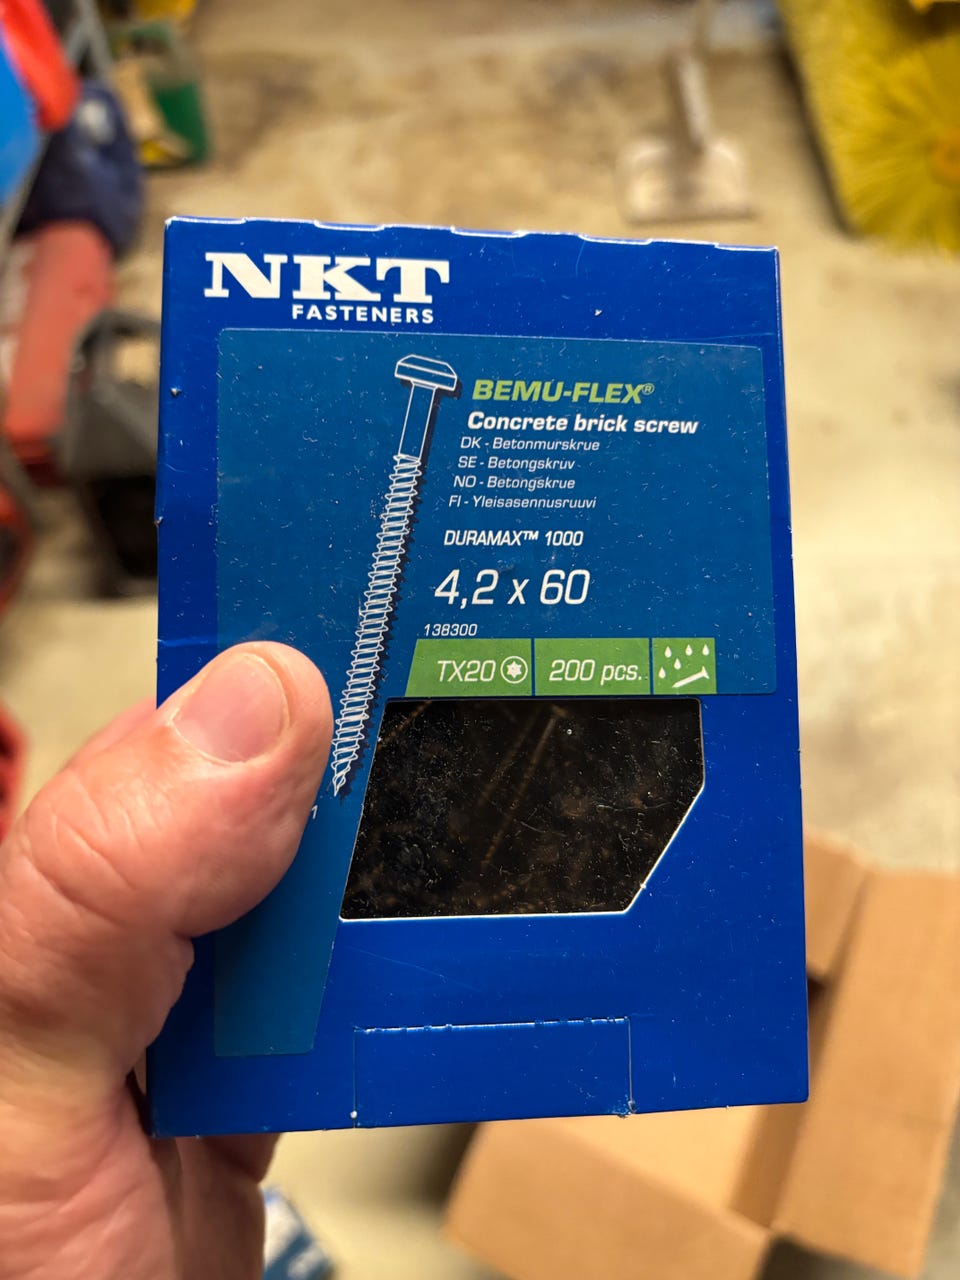 NKT
FASTENERS
BEMU-FLEX®
Concrete brick screw
DK - Betonmurskrue
SE - Betongskruv
NO - Betongskrue
FI - Yleisasennusruuvi
DURAMAX™ 1000
4,2 x 60
138300
TX20
200 pcs.
1